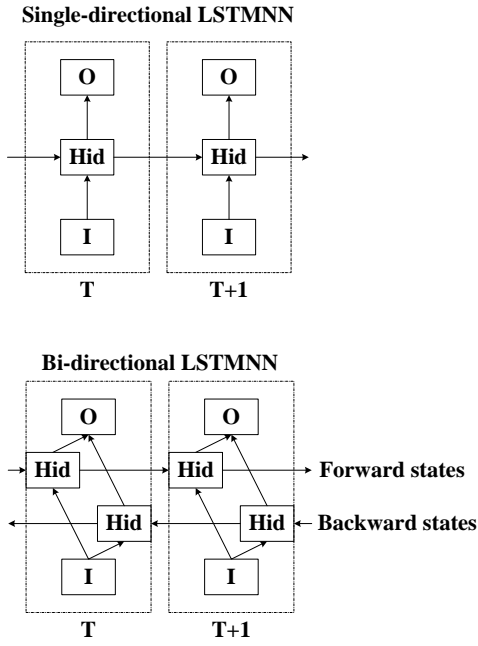 Single-directional LSTMNN
O O
Hid Hid
I I
T T+1
Bi-directional LSTMNN
O O
Hid Hid Forward states
Hid Hid Backward states
I I
T T+1